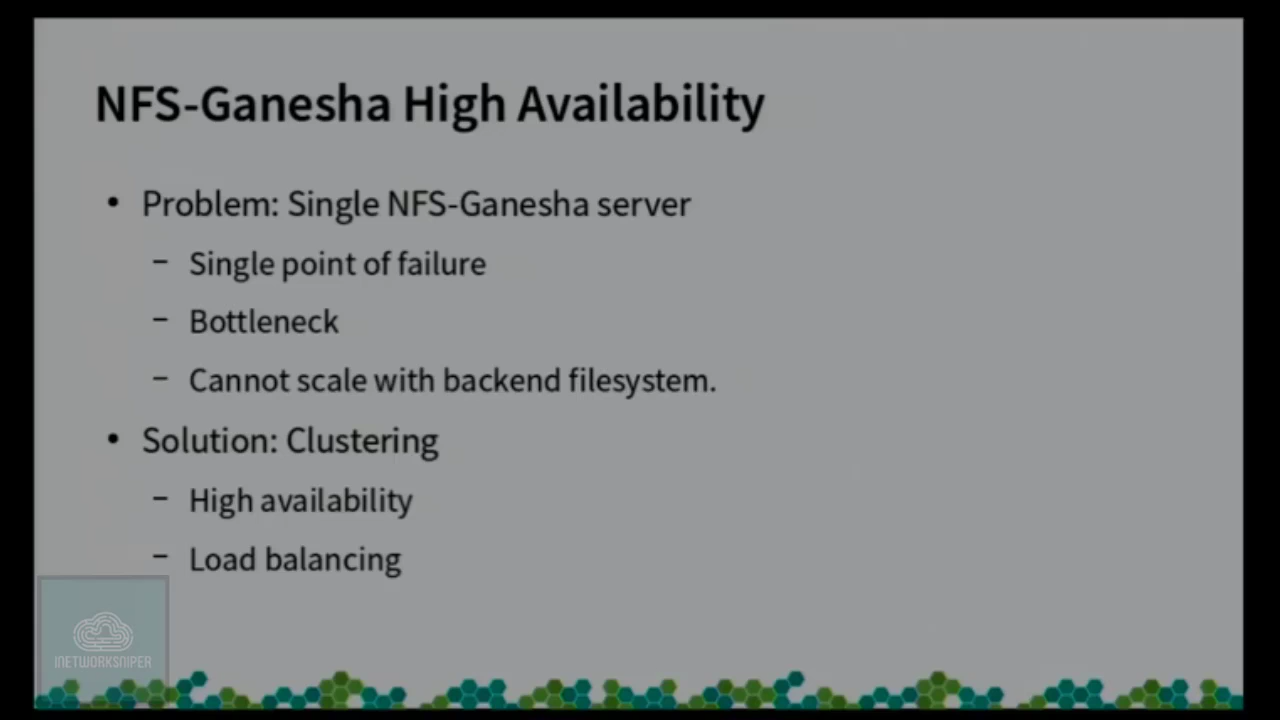 NFS-Ganesha High Availability
• Problem: Single NFS-Ganesha server
– Single point of failure
– Bottleneck
– Cannot scale with backend filesystem.
• Solution: Clustering
– High availability
– Load balancing
INETWORKSNIPER